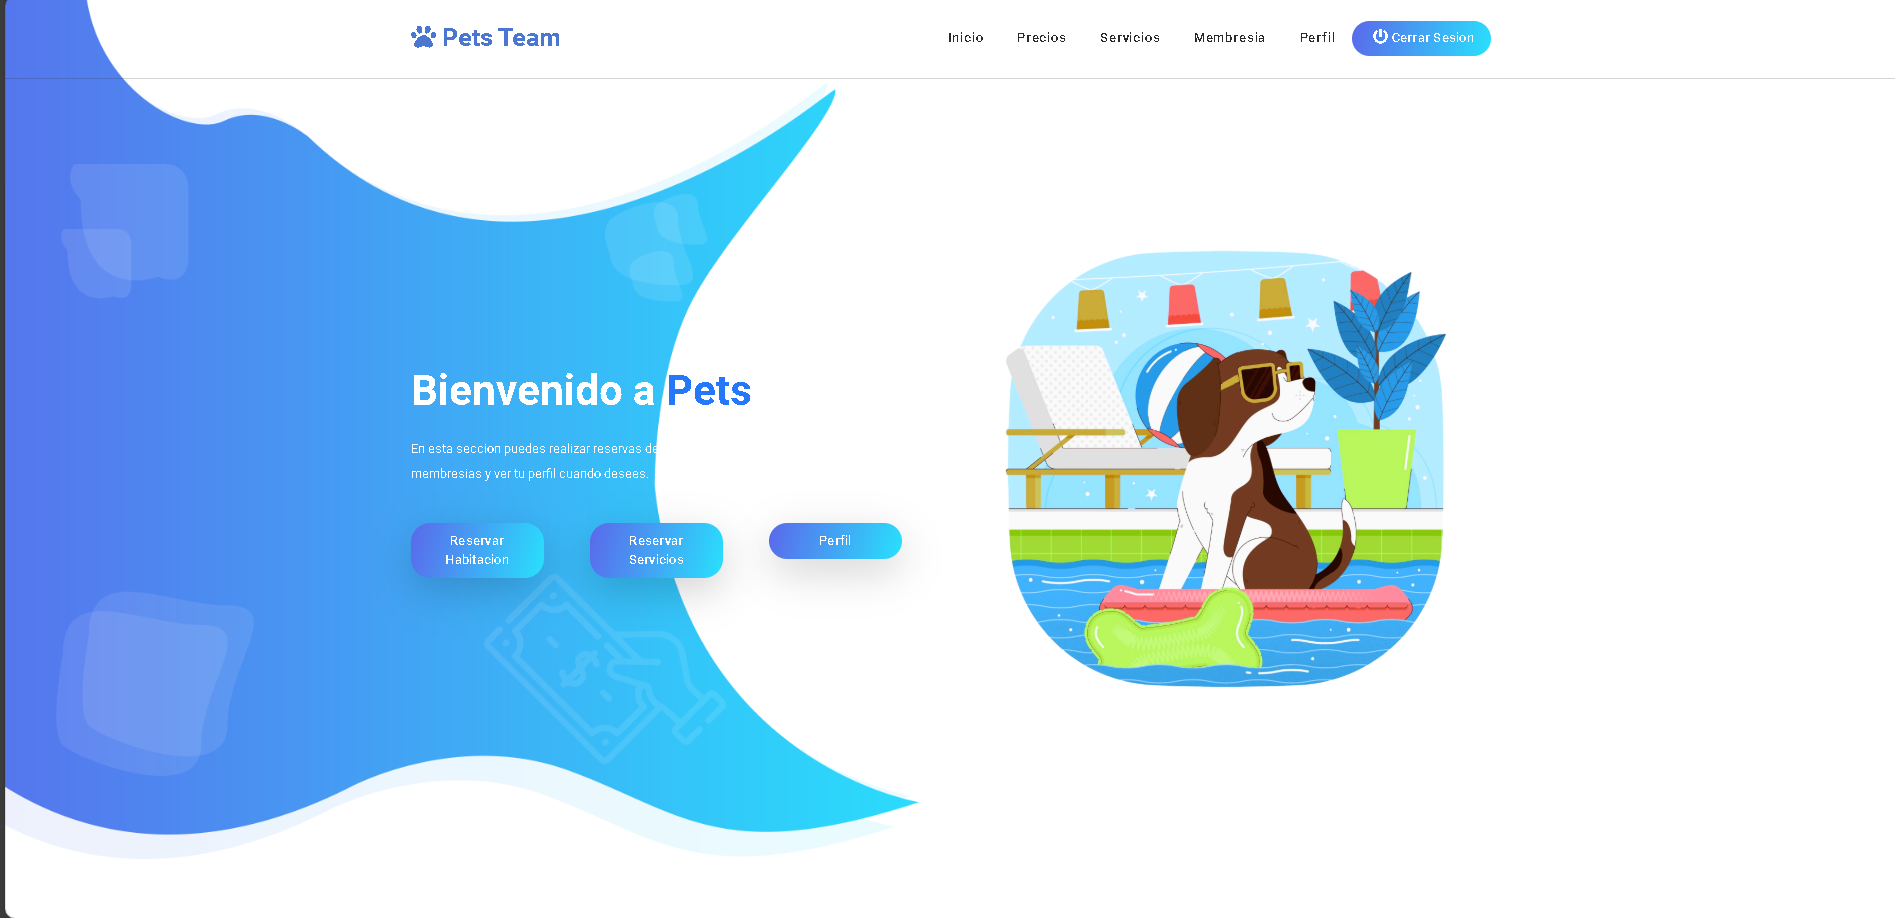 Pets Team
Inicio Precios Servicios Membresia Perfil Cerrar Sesion
Bienvenido a Pets
En esta seccion puedes realizar reservas de
membresias y ver tu perfil cuando desees.
Reservar
Habitacion
Reservar
Servicios
Perfil